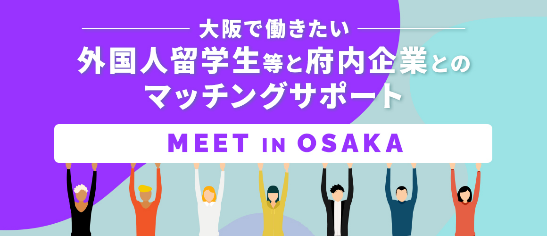 大阪で働きたい
外国人留学生等と府内企業との
マッチングサポート
MEET IN OSAKA